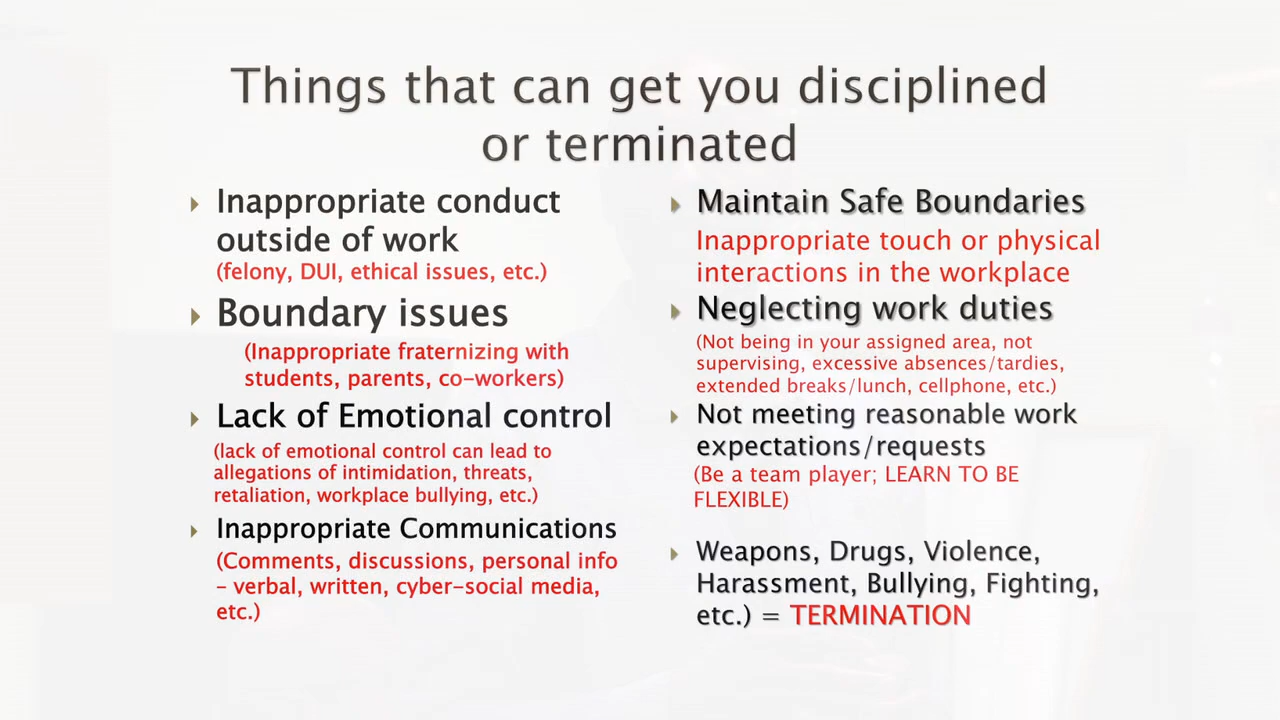 Things that can get you disciplined
or terminated
Inappropriate conduct
outside of work
(felony, DUI, ethical issues, etc.)
Boundary issues
(Inappropriate fraternizing with
students, parents, co-workers)
Lack of Emotional control
(lack of emotional control can lead to
allegations of intimidation, threats,
retaliation, workplace bullying, etc.)
Inappropriate Communications
(Comments, discussions, personal info
– verbal, written, cyber-social media,
etc.)
Maintain Safe Boundaries
Inappropriate touch or physical
interactions in the workplace
Neglecting work duties
(Not being in your assigned area, not
supervising, excessive absences/tardies,
extended breaks/lunch, cellphone, etc.)
Not meeting reasonable work
expectations/requests
(Be a team player; LEARN TO BE
FLEXIBLE)
Weapons, Drugs, Violence,
Harassment, Bullying, Fighting,
etc.) = TERMINATION